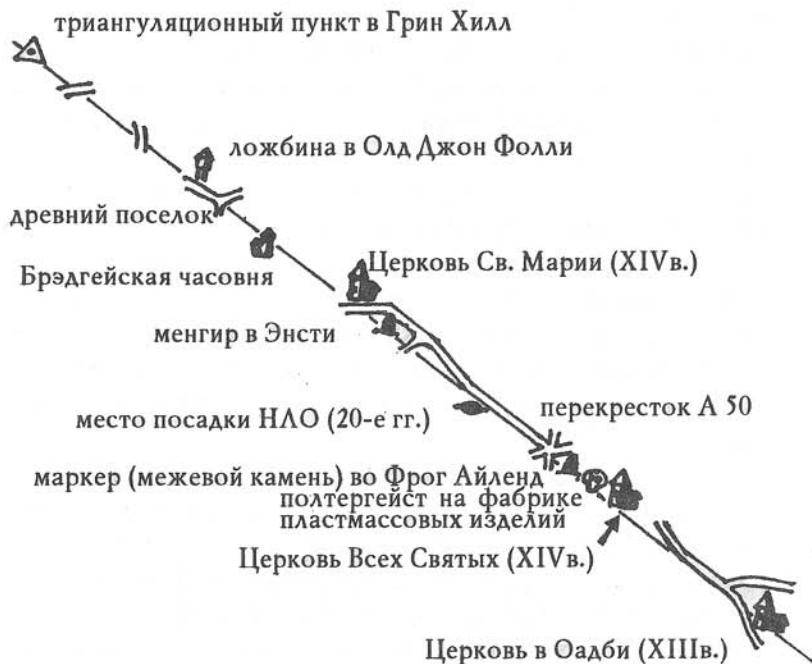 триангуляционный пункт в Грин Хилл
ложбина в Олд Джон Фолли
древний поселок
Брэдгейская часовня
Церковь Св. Марии (XIVв.)
менгир в Энсти
место посадки НЛО (20-е гг.)
перекресток А 50
маркер (межевой камень) во Фрог Айленд
полтергейст на фабрике
пластмассовых изделий
Церковь Всех Святых (XIVв.)
Церковь в Оадби (XIIIв.)